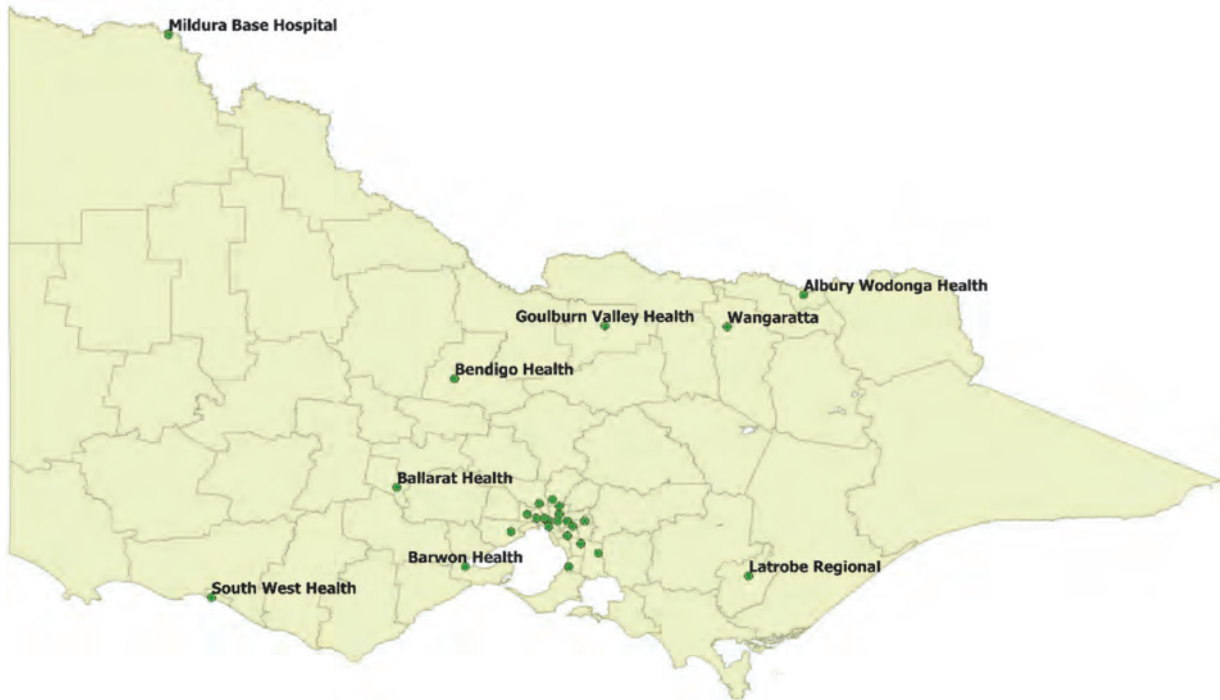 Mildura Base Hospital
Albury Wodonga Health
Goulburn Valley Health
Wangaratta
Bendigo Health
Ballarat Health
Barwon Health
Latrobe Regional
South West Health